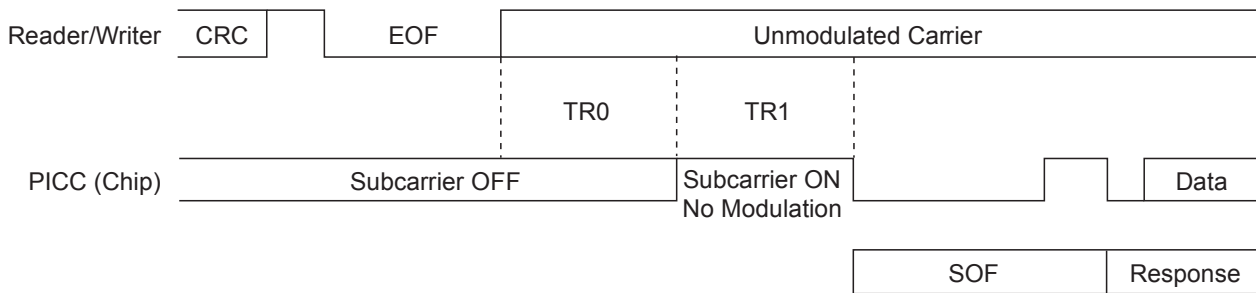 Reader/Writer CRC EOF Unmodulated Carrier
TR0 TR1
PICC (Chip) Subcarrier OFF Subcarrier ON
No Modulation
Data
SOF Response